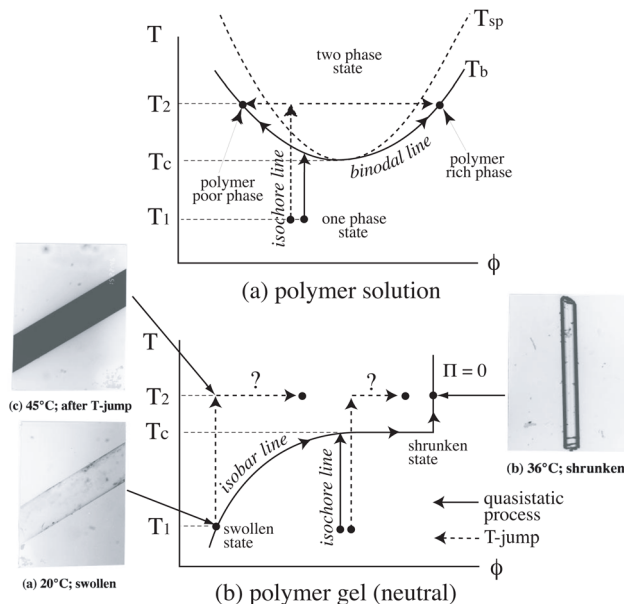 T
Tsp
two phase
state
Tb
T2
Tc
T1
polymer
poor phase
isochore line
binodal line
polymer
rich phase
one phase
state
ϕ
(a) polymer solution
T
T2
Tc
T1
?
?
Π = 0
isobar line
isochore line
shrunken
state
swollen
state
quasistatic
process
T-jump
ϕ
(b) polymer gel (neutral)
(c) 45°C; after T-jump
(a) 20°C; swollen
(b) 36°C; shrunken